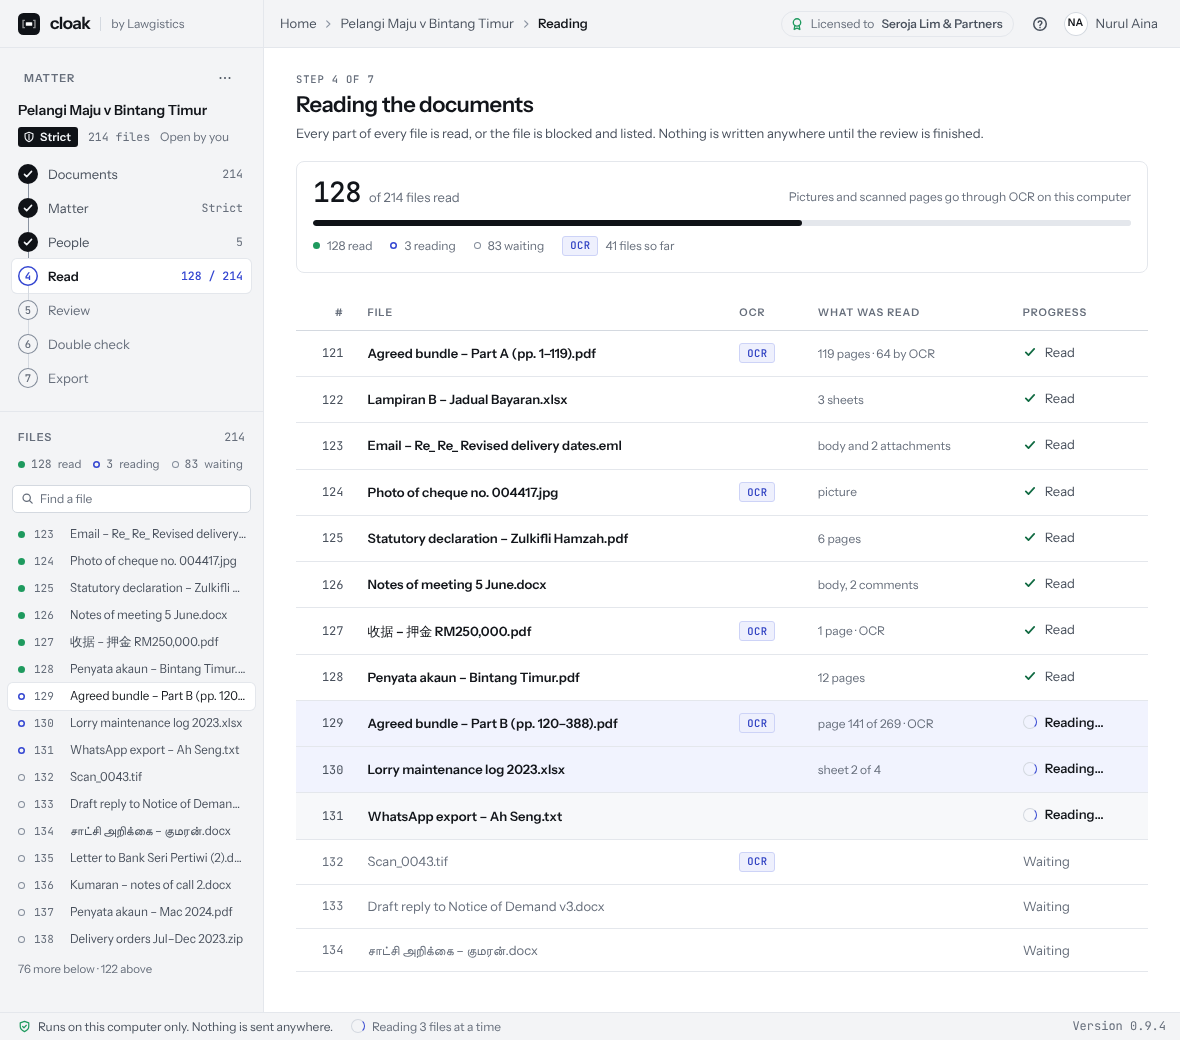 cloak by Lawgistics
Home > Pelangi Maju v Bintang Timur > Reading
Licensed to Seroja Lim & Partners
NA Nurul Aina
MATTER ...
Pelangi Maju v Bintang Timur
Strict 214 files Open by you
Documents 214
Matter Strict
People 5
4 Read 128 / 214
5 Review
6 Double check
7 Export
FILES 214
128 read 3 reading 83 waiting
Find a file
123 Email – Re_ Re_ Revised delivery...
124 Photo of cheque no. 004417.jpg
125 Statutory declaration – Zulkifli ...
126 Notes of meeting 5 June.docx
127 收据 – 押金 RM250,000.pdf
128 Penyata akaun – Bintang Timur....
129 Agreed bundle – Part B (pp. 120...
130 Lorry maintenance log 2023.xlsx
131 WhatsApp export – Ah Seng.txt
132 Scan_0043.tif
133 Draft reply to Notice of Deman...
134 சாட்சி அறிக்கை – குமரன்.docx
135 Letter to Bank Seri Pertiwi (2).d...
136 Kumaran – notes of call 2.docx
137 Penyata akaun – Mac 2024.pdf
138 Delivery orders Jul–Dec 2023.zip
76 more below · 122 above
STEP 4 OF 7
Reading the documents
Every part of every file is read, or the file is blocked and listed. Nothing is written anywhere until the review is finished.
128 of 214 files read
Pictures and scanned pages go through OCR on this computer
128 read 3 reading 83 waiting OCR 41 files so far
# FILE OCR WHAT WAS READ PROGRESS
121 Agreed bundle – Part A (pp. 1–119).pdf OCR 119 pages · 64 by OCR Read
122 Lampiran B – Jadual Bayaran.xlsx 3 sheets Read
123 Email – Re_ Re_ Revised delivery dates.eml body and 2 attachments Read
124 Photo of cheque no. 004417.jpg OCR picture Read
125 Statutory declaration – Zulkifli Hamzah.pdf 6 pages Read
126 Notes of meeting 5 June.docx body, 2 comments Read
127 收据 – 押金 RM250,000.pdf OCR 1 page · OCR Read
128 Penyata akaun – Bintang Timur.pdf 12 pages Read
129 Agreed bundle – Part B (pp. 120–388).pdf OCR page 141 of 269 · OCR Reading...
130 Lorry maintenance log 2023.xlsx sheet 2 of 4 Reading...
131 WhatsApp export – Ah Seng.txt Reading...
132 Scan_0043.tif OCR Waiting
133 Draft reply to Notice of Demand v3.docx Waiting
134 சாட்சி அறிக்கை – குமரன்.docx Waiting
Runs on this computer only. Nothing is sent anywhere. Reading 3 files at a time
Version 0.9.4